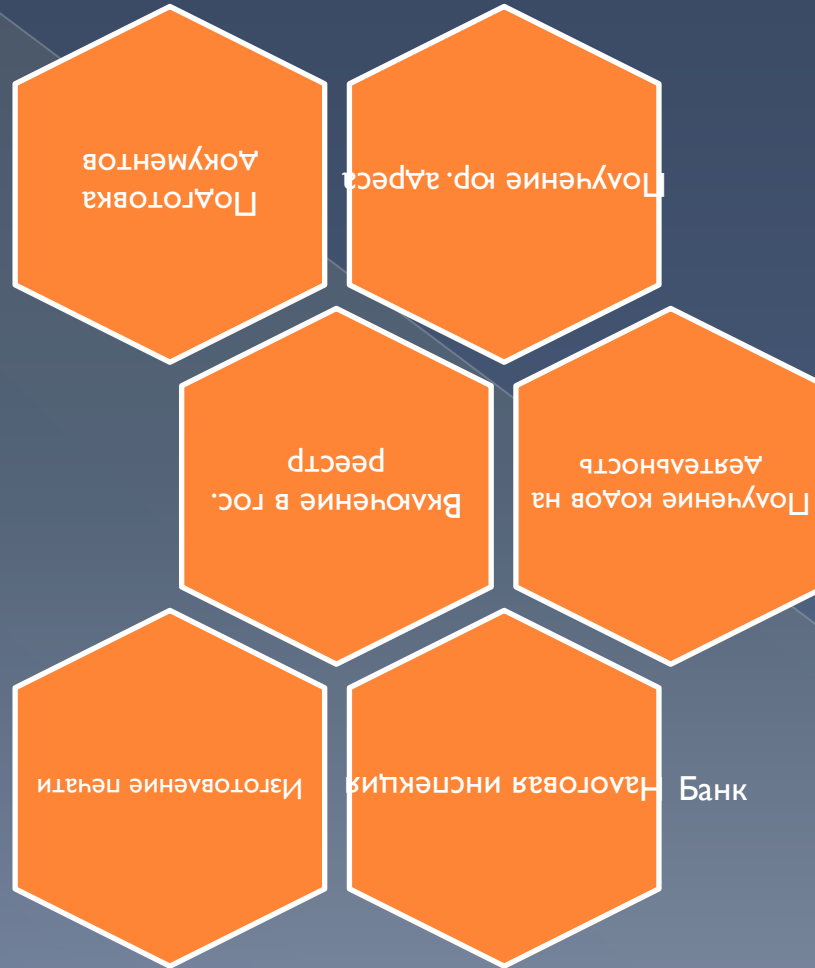 Подготовка
документов
Получение юр. адреса
Включение в гос.
реестр
Получение кодов на
деятельность
Изготовление печати
Налоговая инспекция
Банк